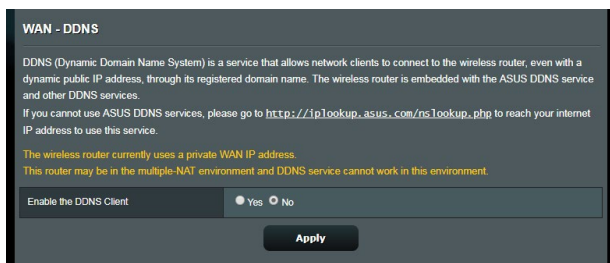 WAN - DDNS
DDNS (Dynamic Domain Name System) is a service that allows network clients to connect to the wireless router, even with a
dynamic public IP address, through its registered domain name. The wireless router is embedded with the ASUS DDNS service
and other DDNS services.
If you cannot use ASUS DDNS services, please go to http://iplookup.asus.com/nslookup.php to reach your internet
IP address to use this service.
The wireless router currently uses a private WAN IP address.
This router may be in the multiple-NAT environment and DDNS service cannot work in this environment.
Enable the DDNS Client Yes No
Apply